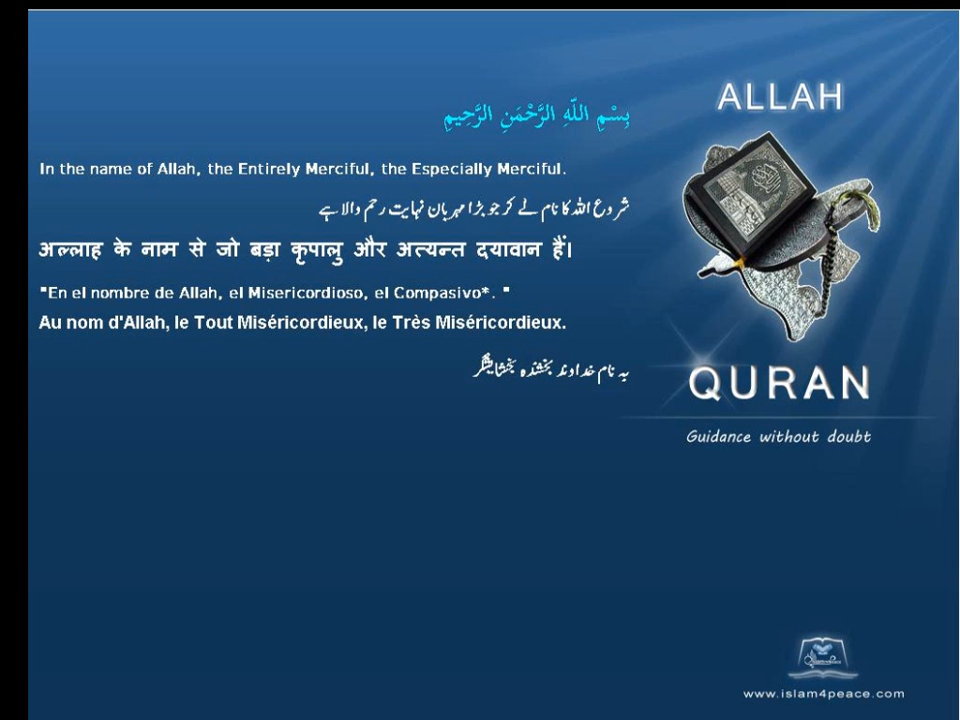 بِسْمِ اللّهِ الرَّحْمَنِ الرَّحِيمِ
In the name of Allah, the Entirely Merciful, the Especially Merciful.
شروع اللہ کا نام لے کر جو بڑا مہربان نہایت رحم والا ہے
अल्लाह के नाम से जो बड़ा कृपालु और अत्यन्त दयावान हैं।
"En el nombre de Allah, el Misericordioso, el Compasivo*. "
Au nom d'Allah, le Tout Miséricordieux, le Très Miséricordieux.
به نام خداوند بخشنده بخشایشگر
ALLAH
QURAN
Guidance without doubt
www.islam4peace.com